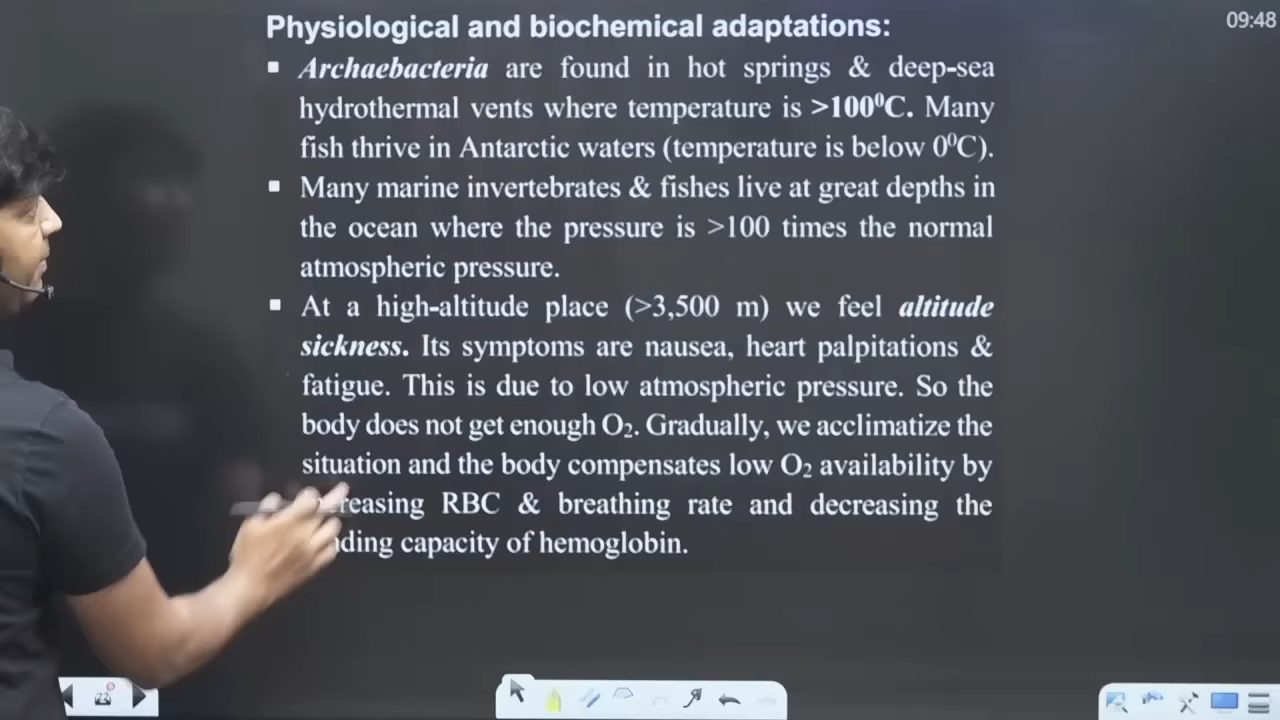 Physiological and biochemical adaptations:
09:48
▪ Archaebacteria are found in hot springs & deep-sea
hydrothermal vents where temperature is >100⁰C. Many
fish thrive in Antarctic waters (temperature is below 0⁰C).
▪ Many marine invertebrates & fishes live at great depths in
the ocean where the pressure is >100 times the normal
atmospheric pressure.
▪ At a high-altitude place (>3,500 m) we feel altitude
sickness. Its symptoms are nausea, heart palpitations &
fatigue. This is due to low atmospheric pressure. So the
body does not get enough O₂. Gradually, we acclimatize the
situation and the body compensates low O₂ availability by
RBC & breathing rate and decreasing the
capacity of hemoglobin.
23